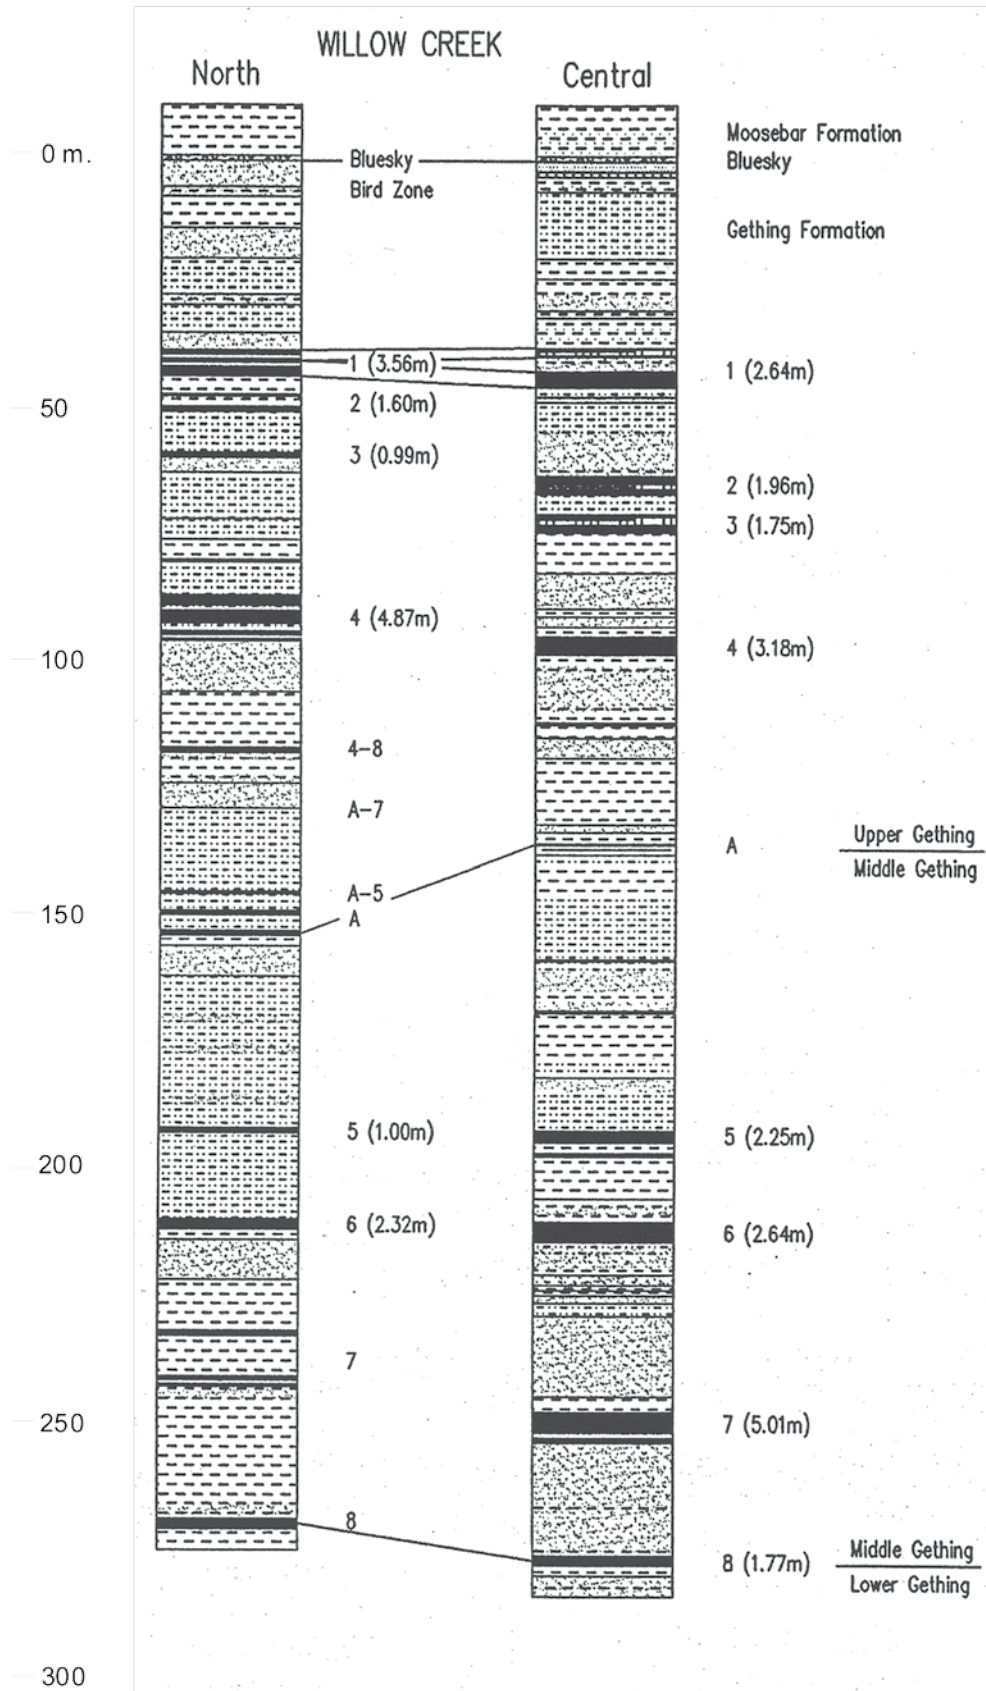 WILLOW CREEK
North
Central
0 m.
50
100
150
200
250
300
Bluesky
Bird Zone
1 (3.56m)
2 (1.60m)
3 (0.99m)
4 (4.87m)
4-8
A-7
A-5
A
5 (1.00m)
6 (2.32m)
7
8
Moosebar Formation
Bluesky
Gething Formation
1 (2.64m)
2 (1.96m)
3 (1.75m)
4 (3.18m)
A
Upper Gething
Middle Gething
5 (2.25m)
6 (2.64m)
7 (5.01m)
8 (1.77m)
Middle Gething
Lower Gething